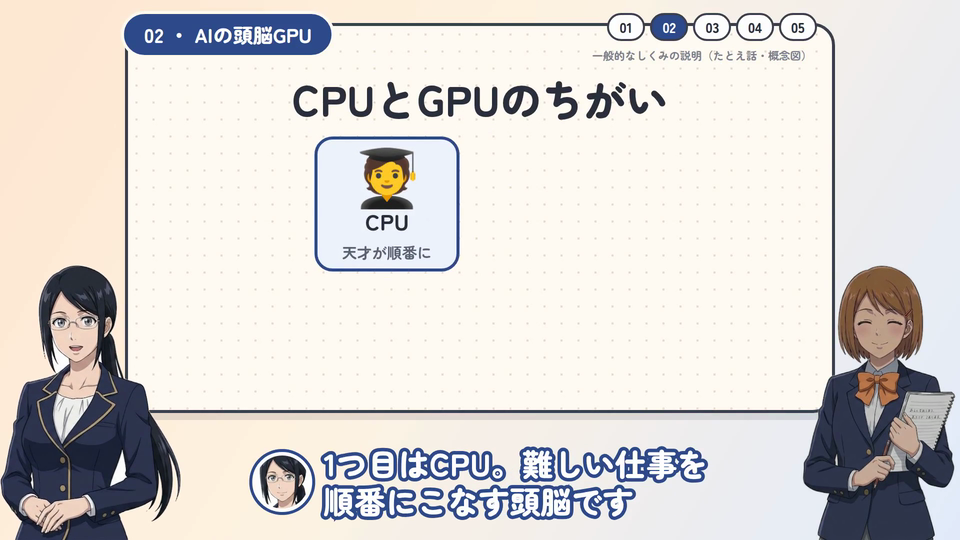 02 ・ AIの頭脳GPU
01 02 03 04 05
一般的なしくみの説明（たとえ話・概念図）
CPUとGPUのちがい
CPU
天才が順番に
1つ目はCPU。難しい仕事を
順番にこなす頭脳です